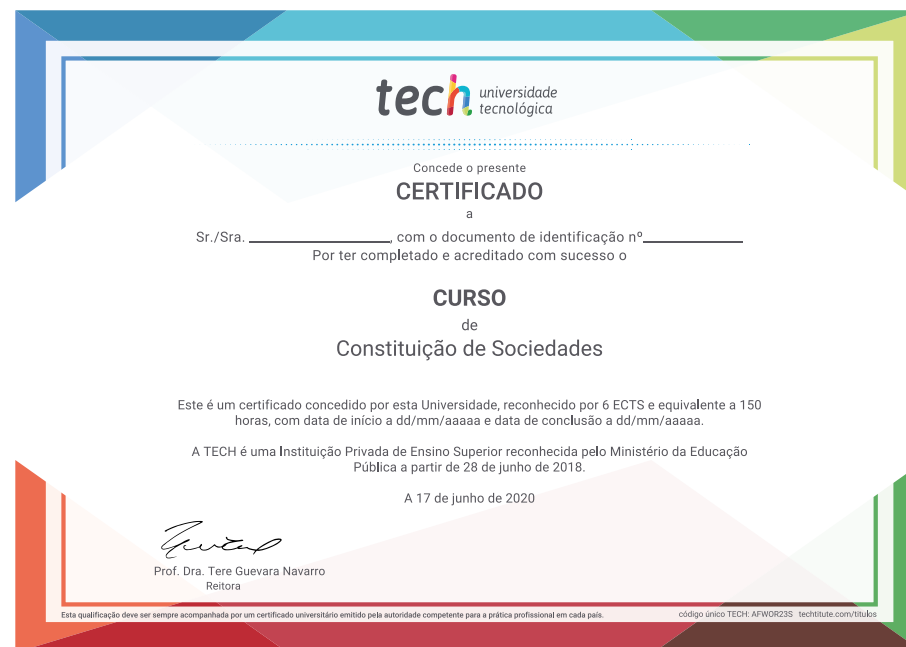 tech universidade
tecnológica
Concede o presente
CERTIFICADO
a
Sr./Sra. ____________________, com o documento de identificação nº______________
Por ter completado e acreditado com sucesso o
CURSO
de
Constituição de Sociedades
Este é um certificado concedido por esta Universidade, reconhecido por 6 ECTS e equivalente a 150
horas, com data de início a dd/mm/aaaaa e data de conclusão a dd/mm/aaaaa.
A TECH é uma Instituição Privada de Ensino Superior reconhecida pelo Ministério da Educação
Pública a partir de 28 de junho de 2018.
A 17 de junho de 2020
Prof. Dra. Tere Guevara Navarro
Reitora
Esta qualificação deve ser sempre acompanhada por um certificado universitário emitido pela autoridade competente para a prática profissional em cada país.
código único TECH: AFWOR23S techtitute.com/titulos